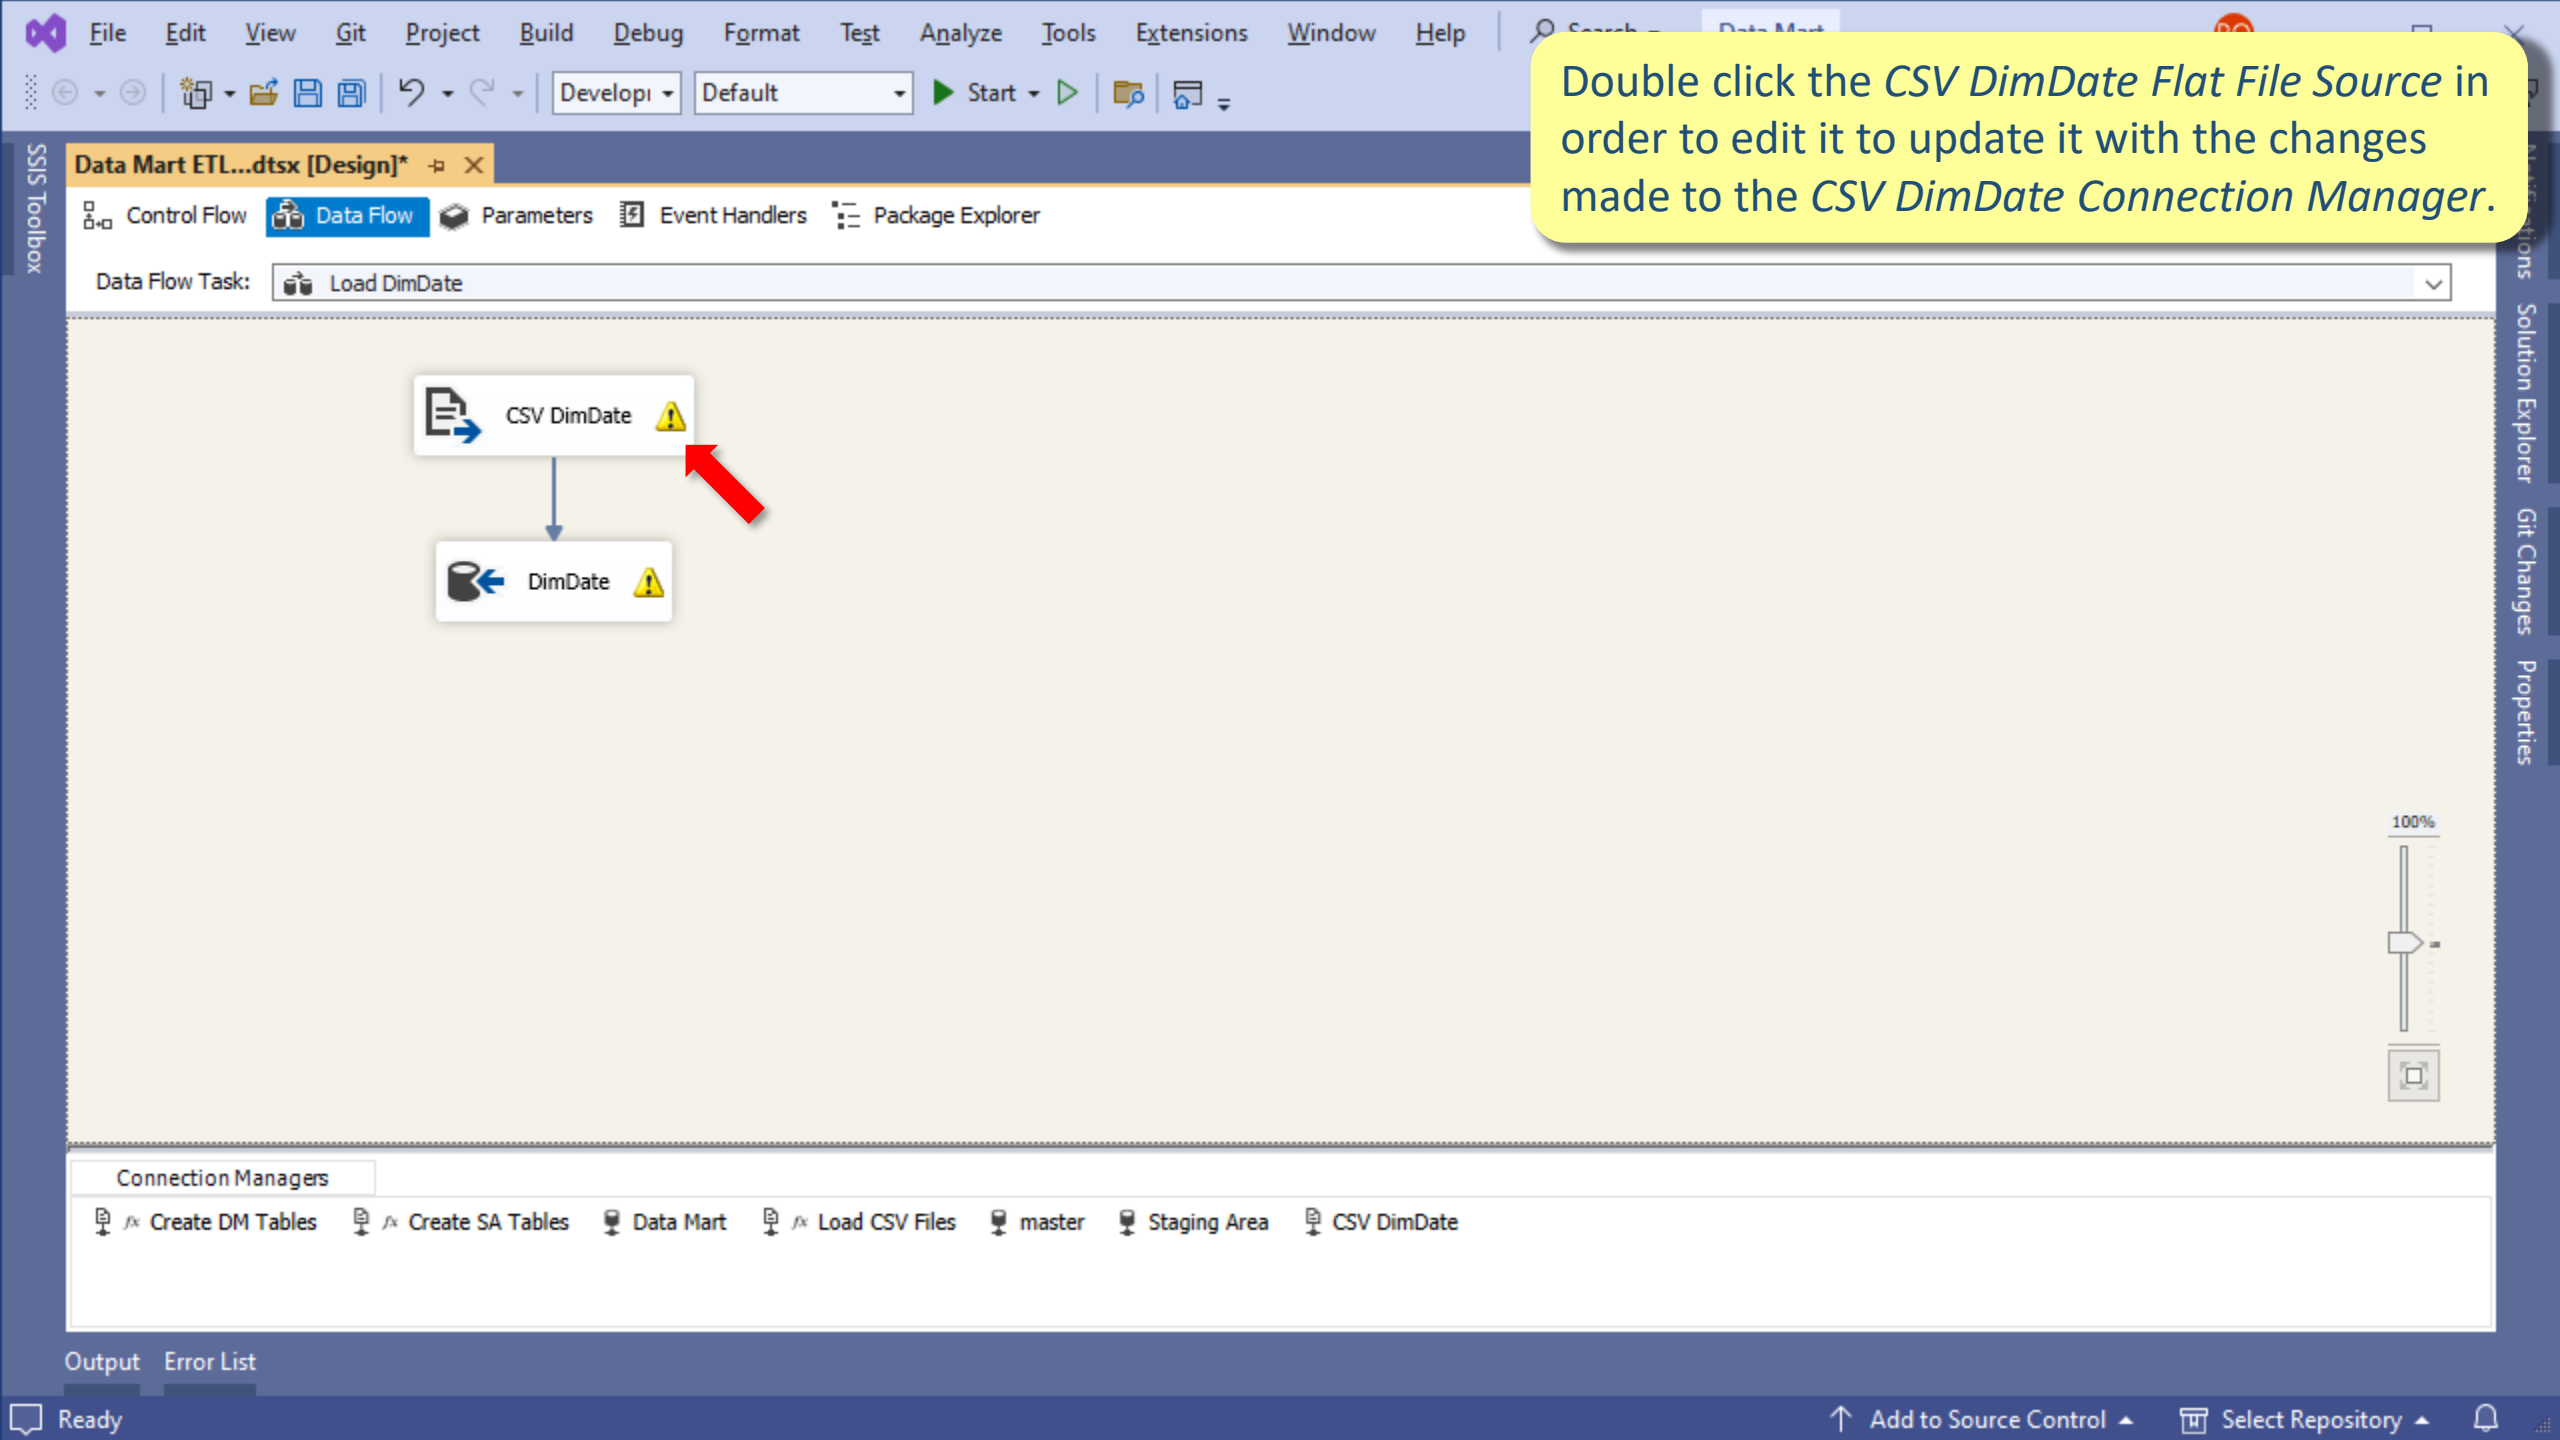 File Edit View Git Project Build Debug Format Test Analyze Tools Extensions Window Help
Double click the CSV DimDate Flat File Source in
order to edit it to update it with the changes
made to the CSV DimDate Connection Manager.
Default Start
Data Mart ETL...dtsx [Design]*
Control Flow Data Flow Parameters Event Handlers Package Explorer
Data Flow Task: Load DimDate
SSIS Toolbox
CSV DimDate
DimDate
Solution Explorer
Git Changes
Properties
100%
Connection Managers
fx Create DM Tables fx Create SA Tables Data Mart fx Load CSV Files master Staging Area CSV DimDate
Output Error List
Ready Add to Source Control Select Repository